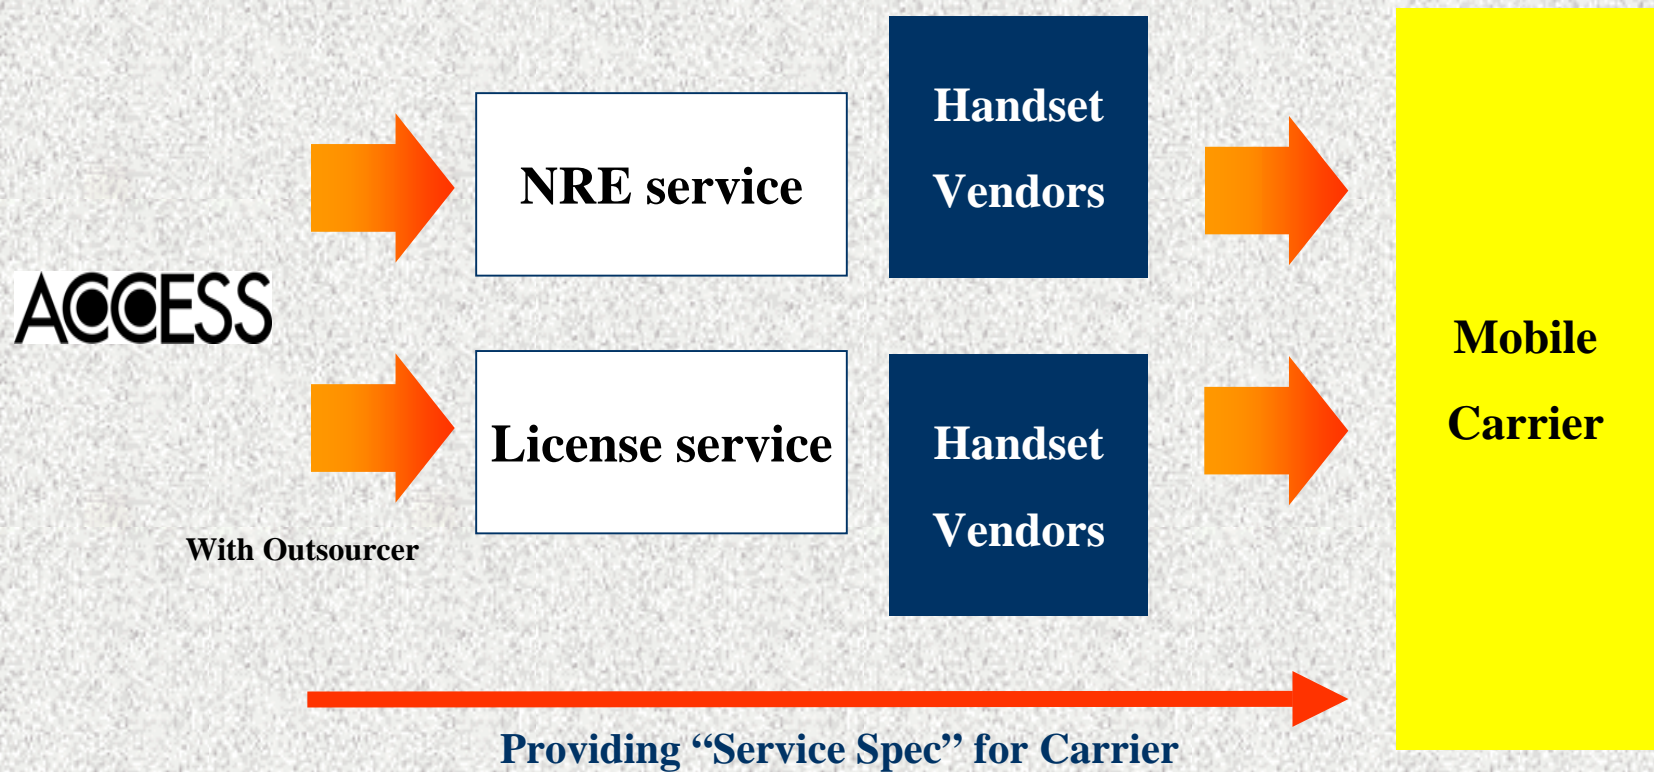 ACCESS
NRE service
Handset
Vendors
License service
Handset
Vendors
Mobile
Carrier
With Outsourcer
Providing “Service Spec” for Carrier